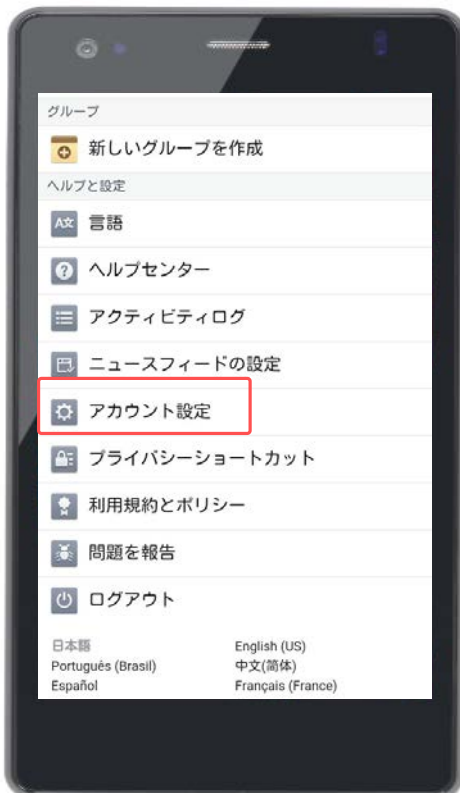 グループ
新しいグループを作成
ヘルプと設定
A文 言語
? ヘルプセンター
アクティビティログ
ニュースフィードの設定
アカウント設定
プライバシーショートカット
利用規約とポリシー
問題を報告
ログアウト
日本語 English (US)
Português (Brasil) 中文(简体)
Español Français (France)